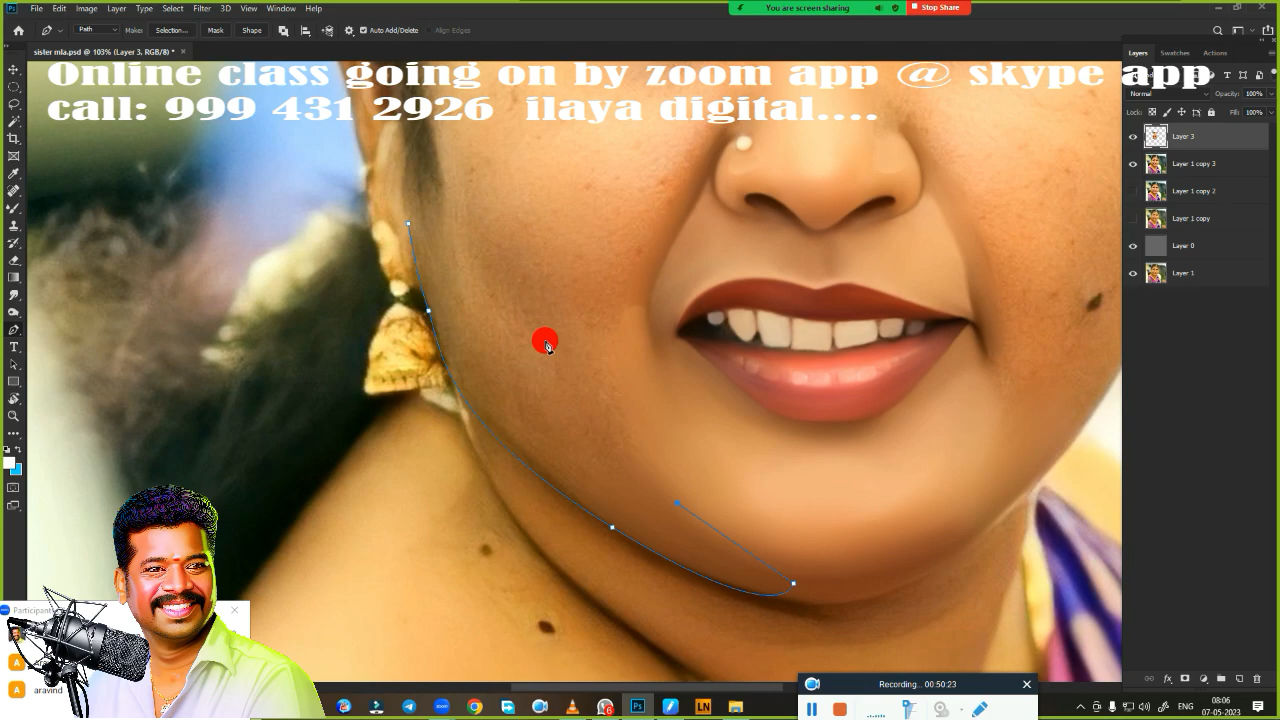 You are screen sharing
Stop Share
File Edit Image Layer Type Select Filter 3D View Window Help
Path Makes Selection... Mask Shape Auto Add/Delete Align Edges
sister mla.psd @ 103% (Layer 3, RGB/8) *
Layers Swatches Actions
Online class going on by zoom app @ skype app
call: 999 431 2926 ilaya digital....
Normal Opacity: 100%
Lock: Fill: 100%
Layer 3
Layer 1 copy 3
Layer 1 copy 2
Layer 1 copy
Layer 0
Layer 1
aravind
Recording... 00:50:23
08:06
07-05-2023